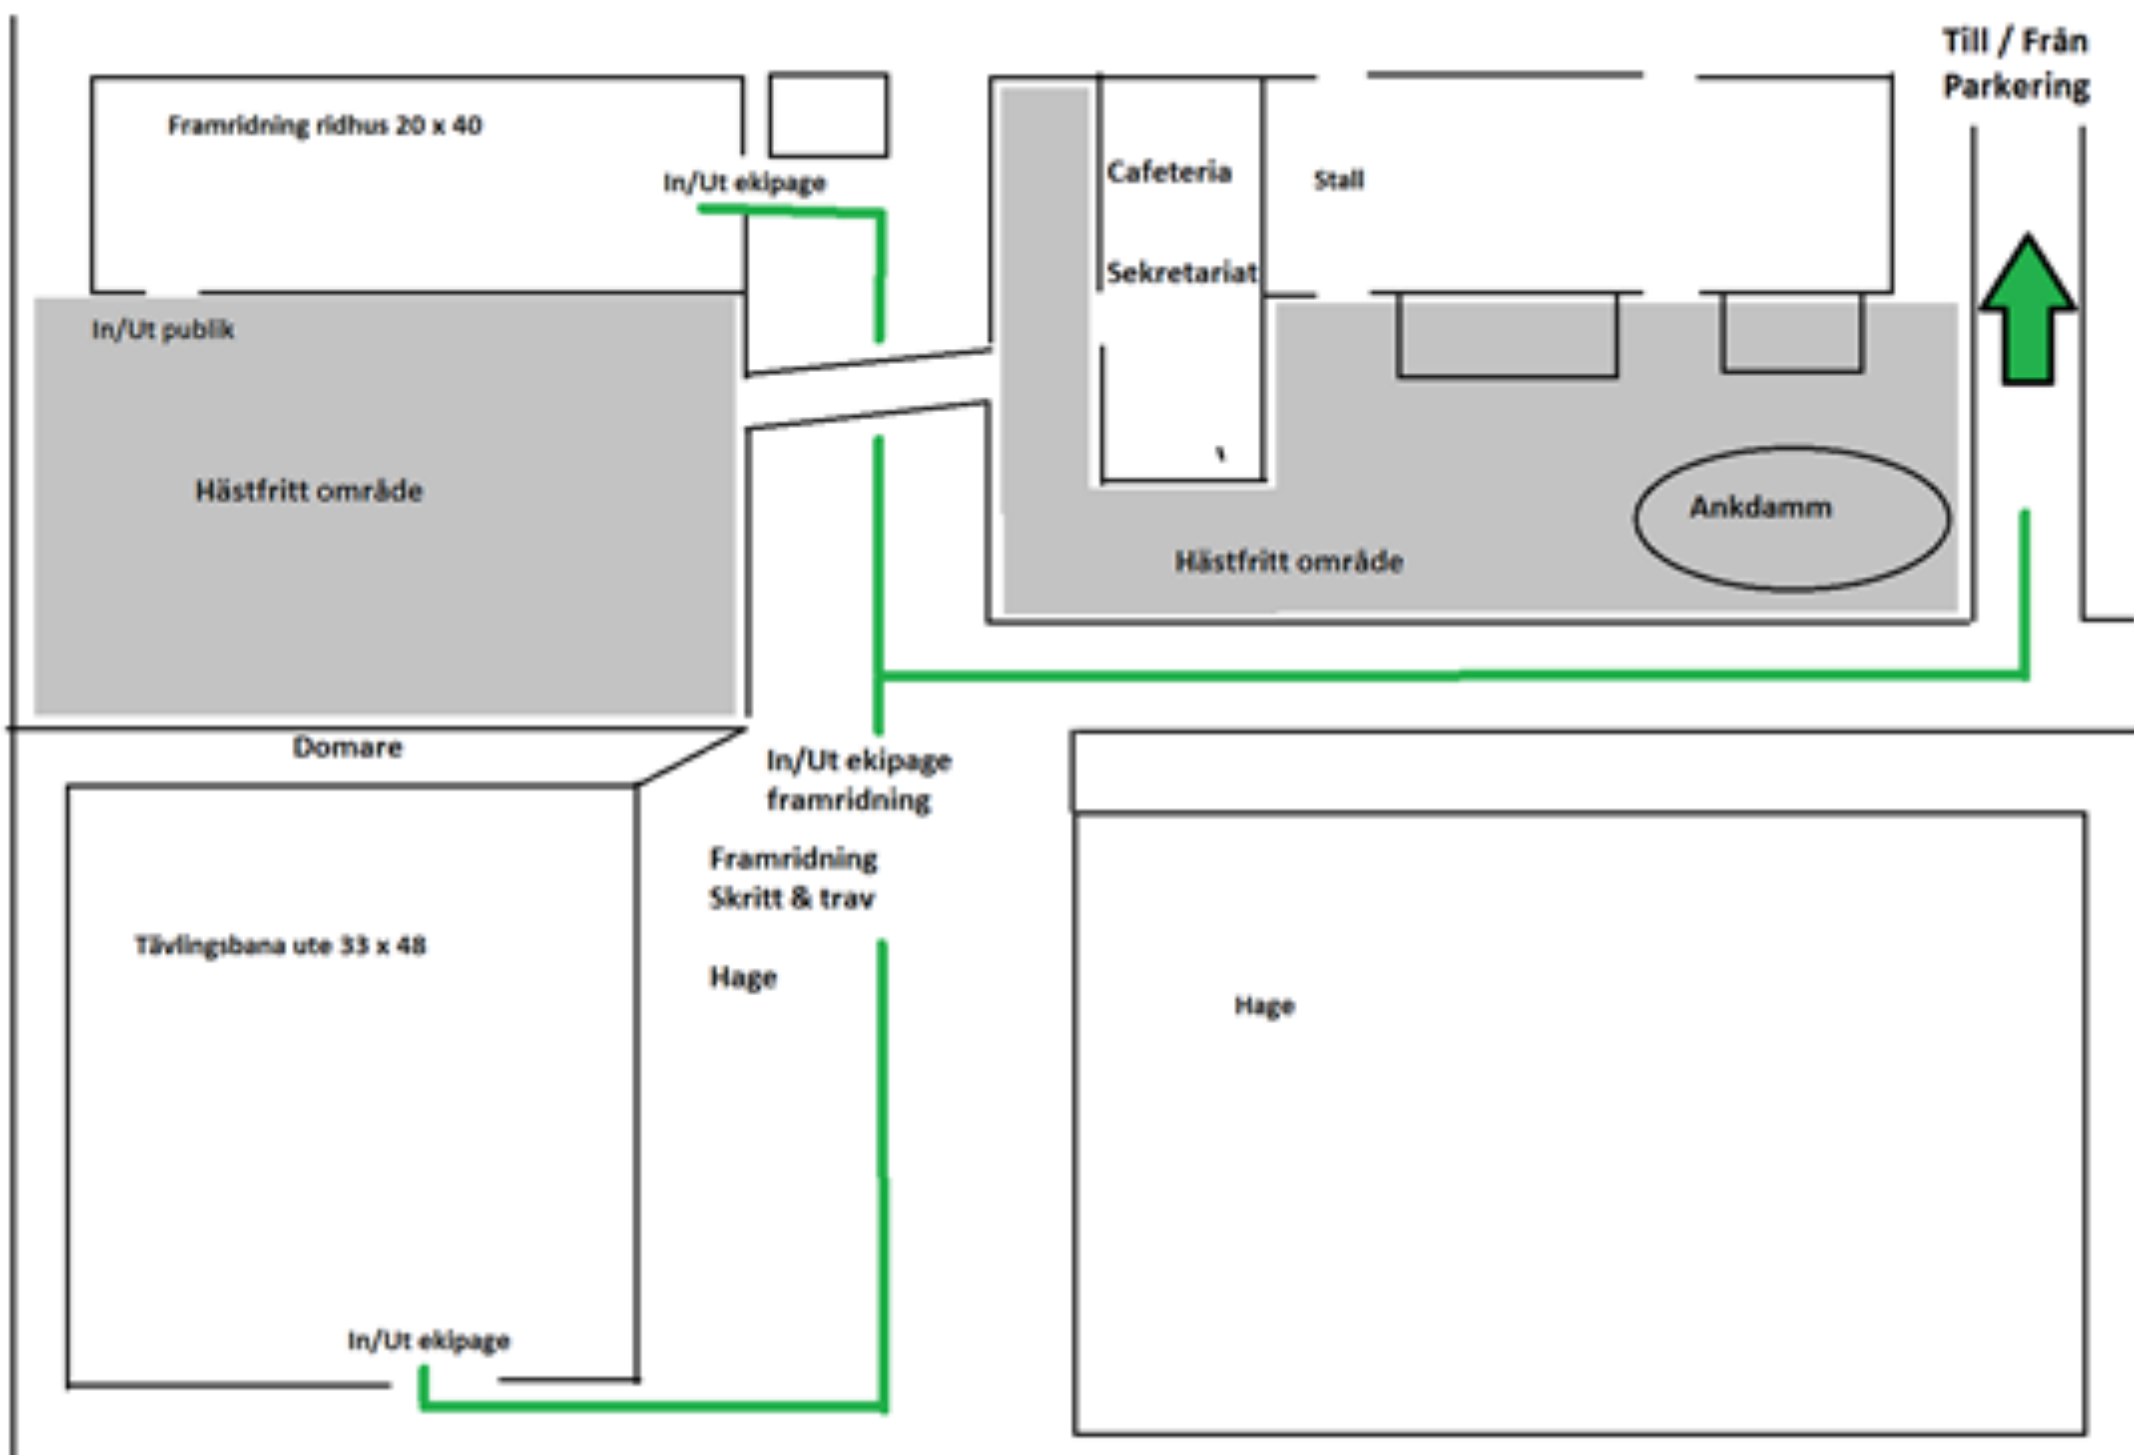 Till / Från
Parkering
Framridning ridhus 20 x 40
In/Ut ekipage
Cafeteria
Stall
Sekretariat
In/Ut publik
Hästfritt område
Ankdamm
Hästfritt område
Domare
In/Ut ekipage
framridning
Framridning
Skritt & trav
Hage
Tävlingsbana ute 33 x 48
Hage
In/Ut ekipage